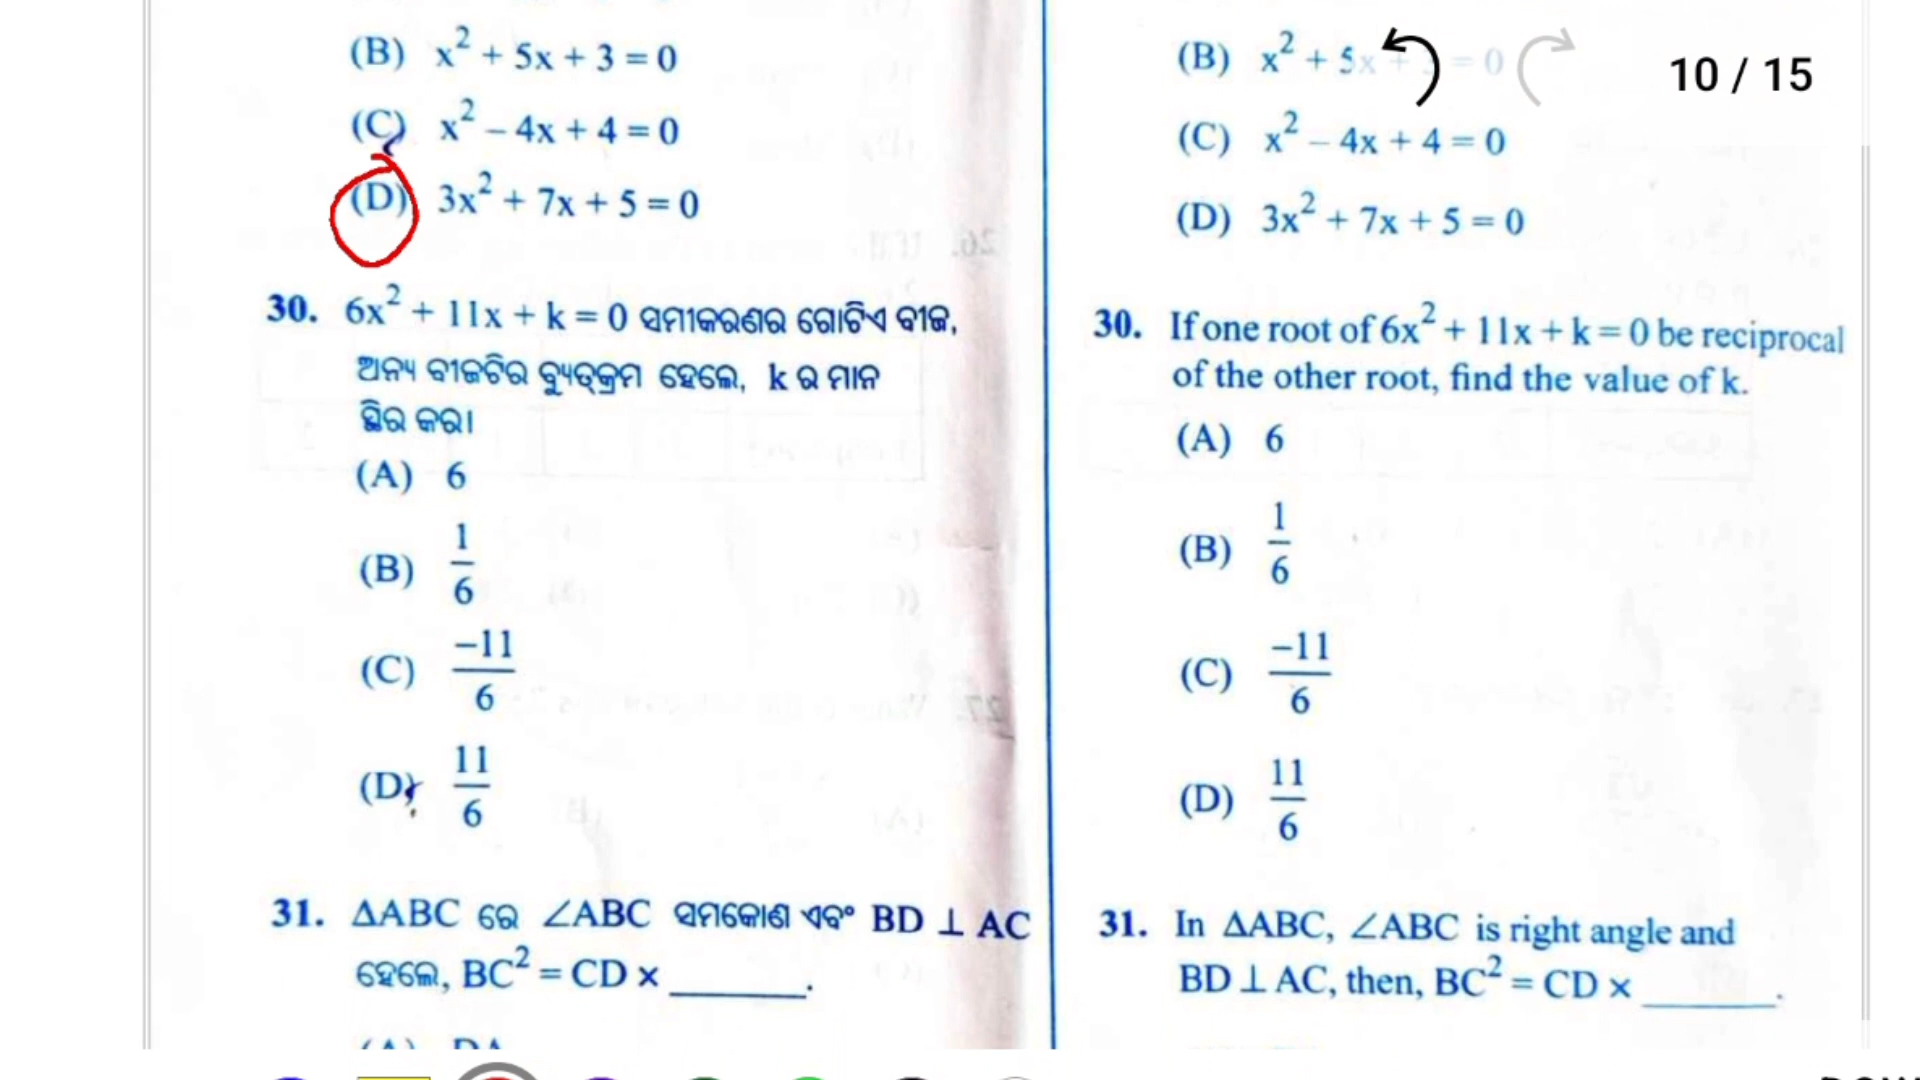 (B) x² + 5x + 3 = 0
(C) x² – 4x + 4 = 0
(D) 3x² + 7x + 5 = 0
30. 6x² + 11x + k = 0 ସମୀକରଣର ଗୋଟିଏ ବୀଜ,
ଅନ୍ୟ ବୀଜଟିର ବ୍ୟୁତ୍କ୍ରମ ହେଲେ, k ର ମାନ
ସ୍ଥିର କର।
(A) 6
(B) 1/6
(C) –11/6
(D) 11/6
31. ΔABC ରେ ∠ABC ସମକୋଣ ଏବଂ BD ⊥ AC
ହେଲେ, BC² = CD × ______.
(A) DA
10 / 15
(B) x² + 5x + = 0
(C) x² – 4x + 4 = 0
(D) 3x² + 7x + 5 = 0
30. If one root of 6x² + 11x + k = 0 be reciprocal
of the other root, find the value of k.
(A) 6
(B) 1/6
(C) –11/6
(D) 11/6
31. In ΔABC, ∠ABC is right angle and
BD ⊥ AC, then, BC² = CD × ______.